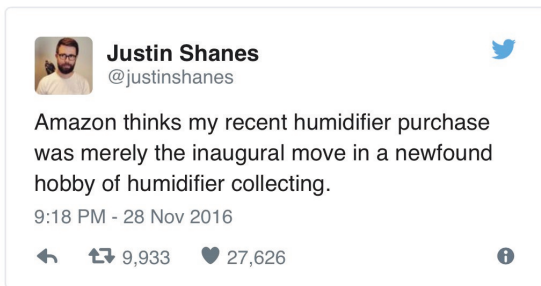 Justin Shanes
@justinshanes
Amazon thinks my recent humidifier purchase
was merely the inaugural move in a newfound
hobby of humidifier collecting.
9:18 PM - 28 Nov 2016
9,933 27,626